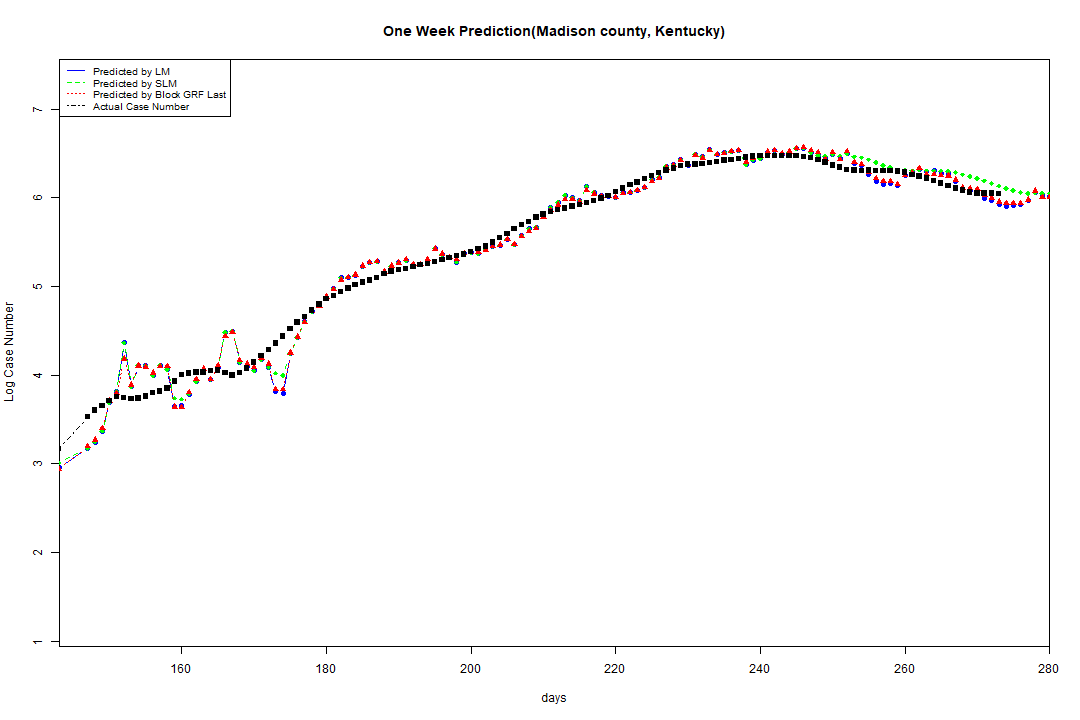 One Week Prediction(Madison county, Kentucky)
Predicted by LM
Predicted by SLM
Predicted by Block GRF Last
Actual Case Number
Log Case Number
7
6
5
4
3
2
1
160 180 200 220 240 260 280
days